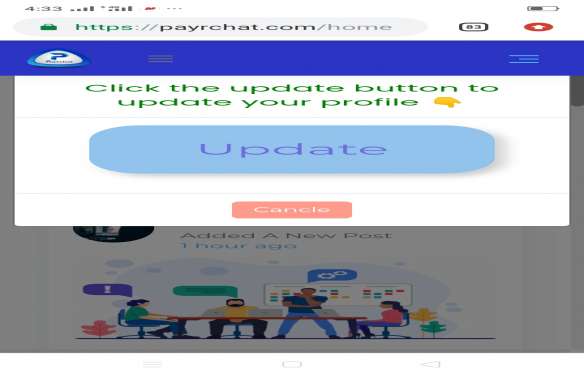 4:33
https://payrchat.com/home
83
P
Payrchat
Click the update button to
update your profile 👇
Update
Cancle
Added A New Post
1 hour ago